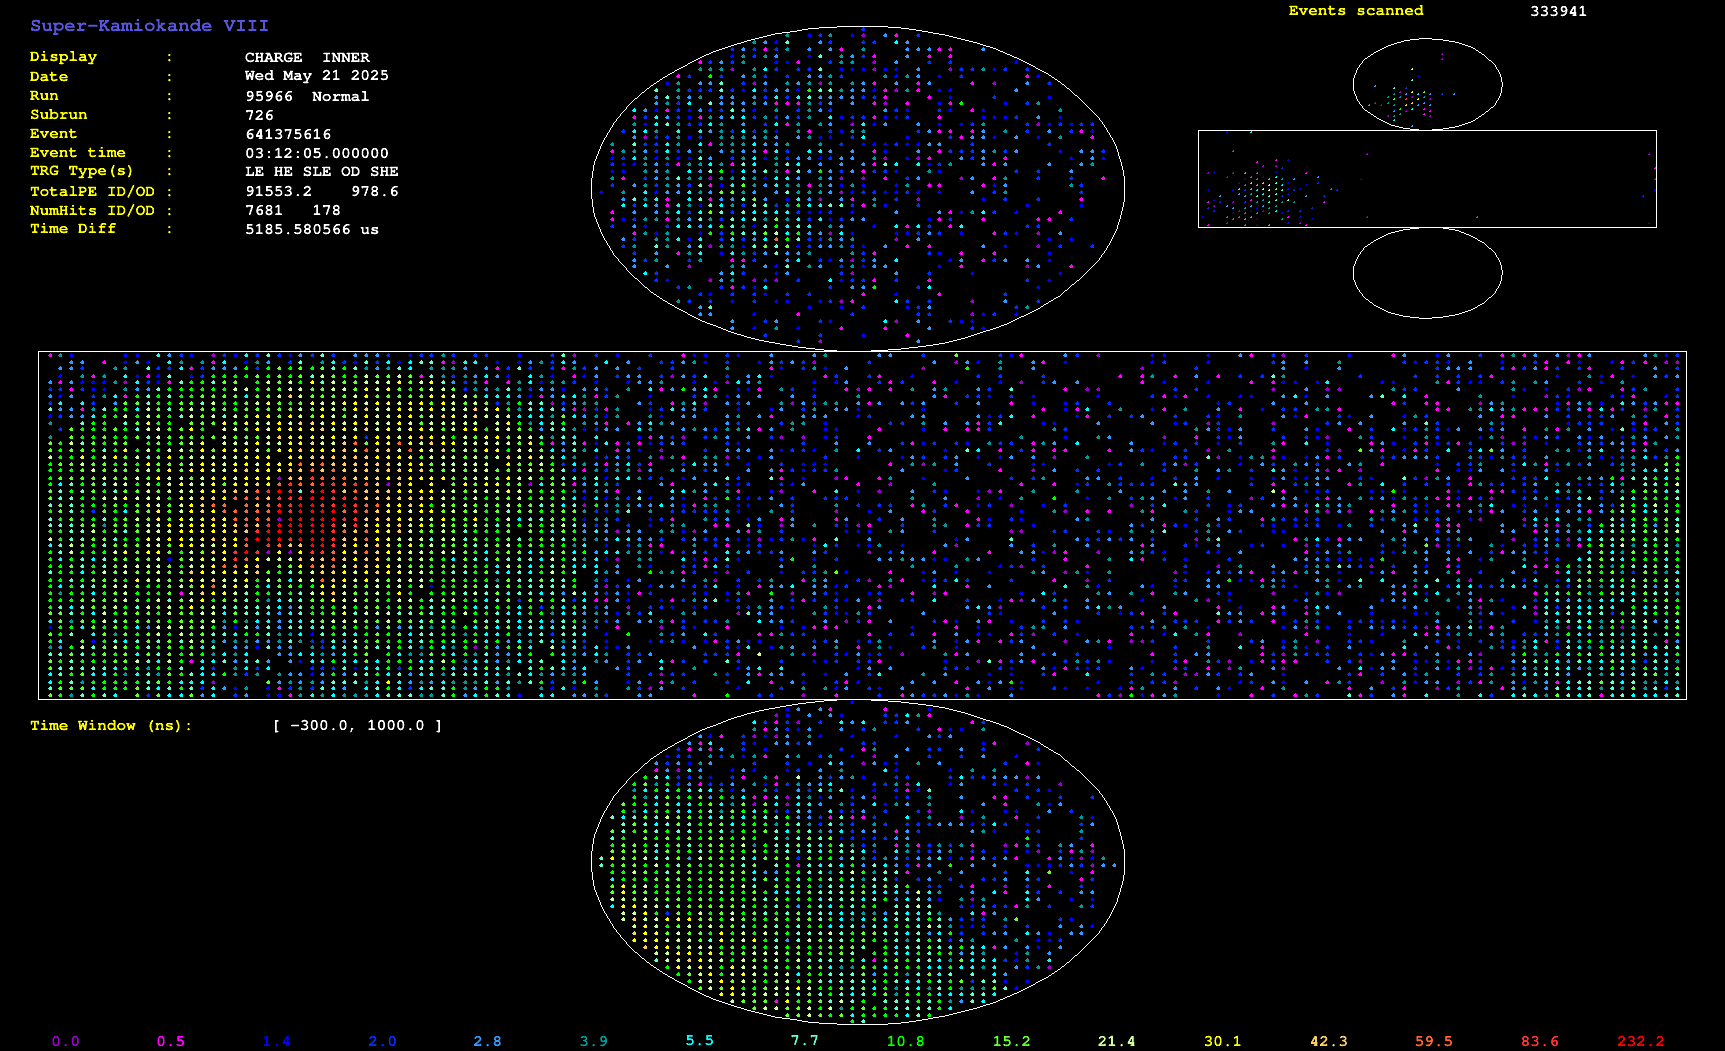 Super-Kamiokande VIII
Events scanned 333941
Display : CHARGE INNER
Date : Wed May 21 2025
Run : 95966 Normal
Subrun : 726
Event : 641375616
Event time : 03:12:05.000000
TRG Type(s) : LE HE SLE OD SHE
TotalPE ID/OD : 91553.2 978.6
NumHits ID/OD : 7681 178
Time Diff : 5185.580566 us
Time Window (ns): [ -300.0, 1000.0 ]
0.0 0.5 1.4 2.0 2.8 3.9 5.5 7.7 10.8 15.2 21.4 30.1 42.3 59.5 83.6 232.2